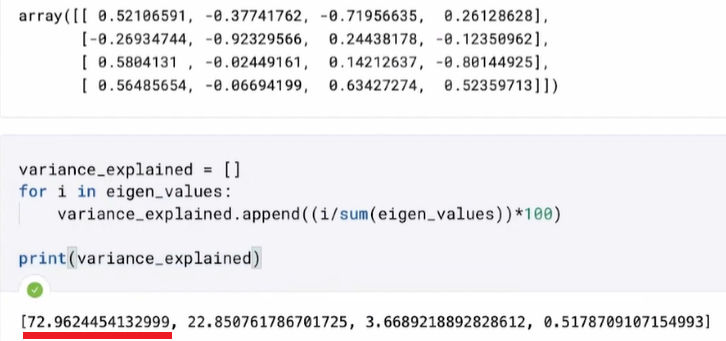 array([[ 0.52106591, -0.37741762, -0.71956635, 0.26128628],
[-0.26934744, -0.92329566, 0.24438178, -0.12350962],
[ 0.5804131 , -0.02449161, 0.14212637, -0.80144925],
[ 0.56485654, -0.06694199, 0.63427274, 0.52359713]])
variance_explained = []
for i in eigen_values:
variance_explained.append((i/sum(eigen_values))*100)
print(variance_explained)
[72.9624454132999, 22.850761786701725, 3.6689218892828612, 0.5178709107154993]